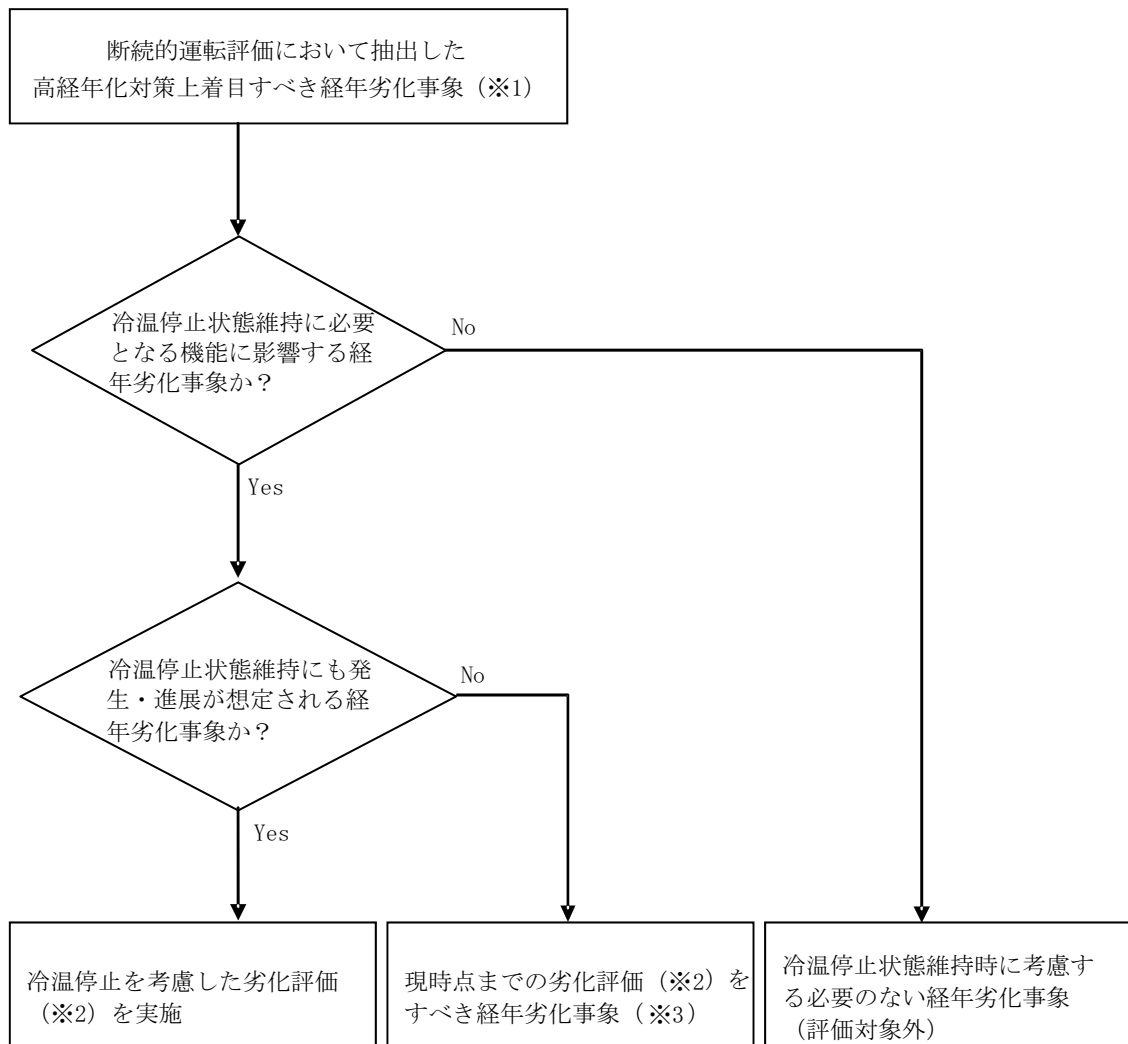 断続的運転評価において抽出した
高経年化対策上着目すべき経年劣化事象（※1）
冷温停止状態維持に必要
となる機能に影響する経
年劣化事象か？
No
Yes
冷温停止状態維持にも発
生・進展が想定される経
年劣化事象か？
No
Yes
冷温停止を考慮した劣化評価
（※2）を実施
現時点までの劣化評価（※2）を
すべき経年劣化事象（※3）
冷温停止状態維持時に考慮す
る必要のない経年劣化事象
（評価対象外）